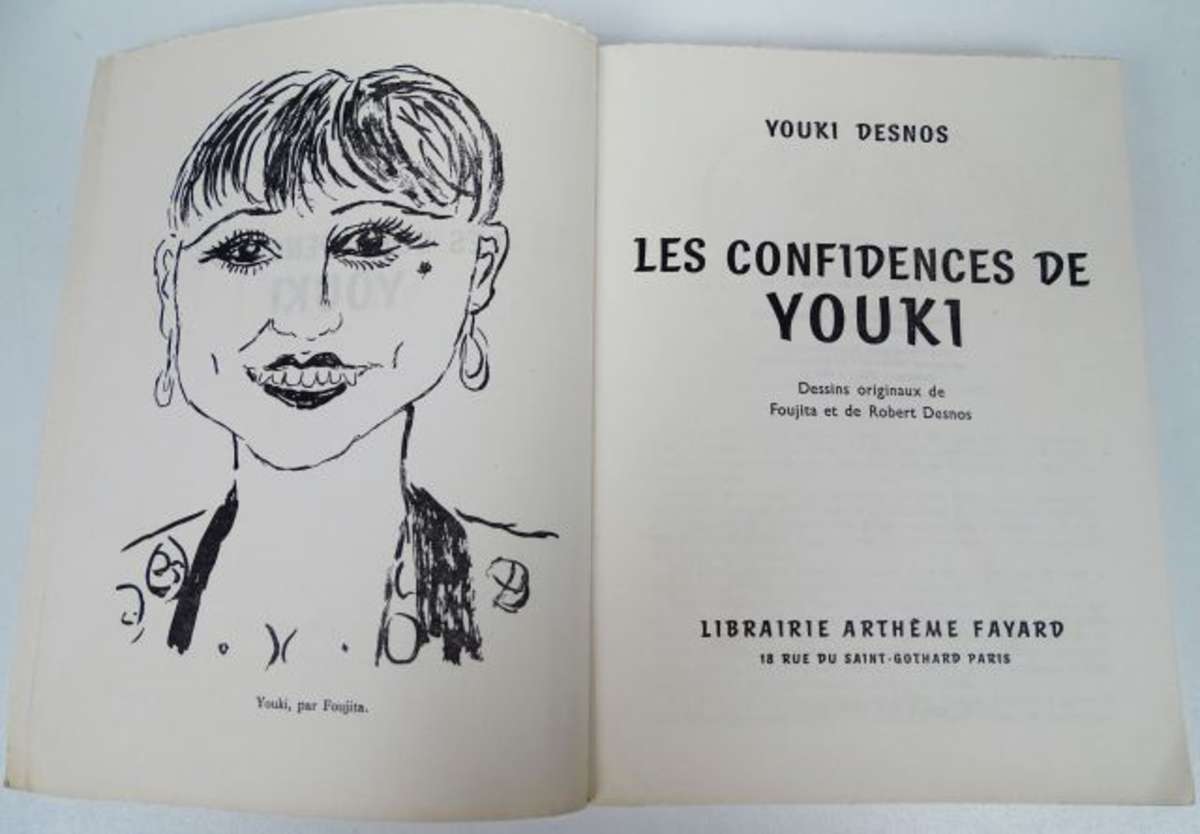 Youki, par Foujita.
YOUKI DESNOS
LES CONFIDENCES DE
YOUKI
Dessins originaux de
Foujita et de Robert Desnos
LIBRAIRIE ARTHÈME FAYARD
18 RUE DU SAINT-GOTHARD PARIS